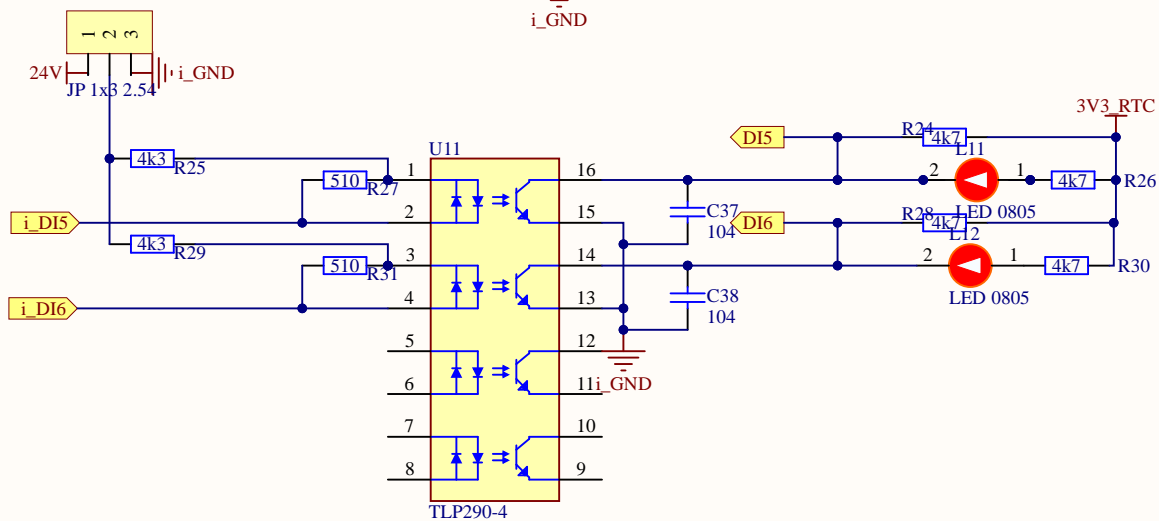 i_GND
1 2 3
24V
i_GND
JP 1x3 2.54
3V3_RTC
4k3
R25
U11
DI5
R24
4k7
L11
1
510
R27
16
2
1
4k7
R26
LED 0805
i_DI5
2
15
C37
104
DI6
R28
4k7
L12
4k3
R29
3
510
R31
14
2
1
4k7
R30
LED 0805
i_DI6
4
13
C38
104
5
12
i_GND
6
11
7
10
8
9
TLP290-4